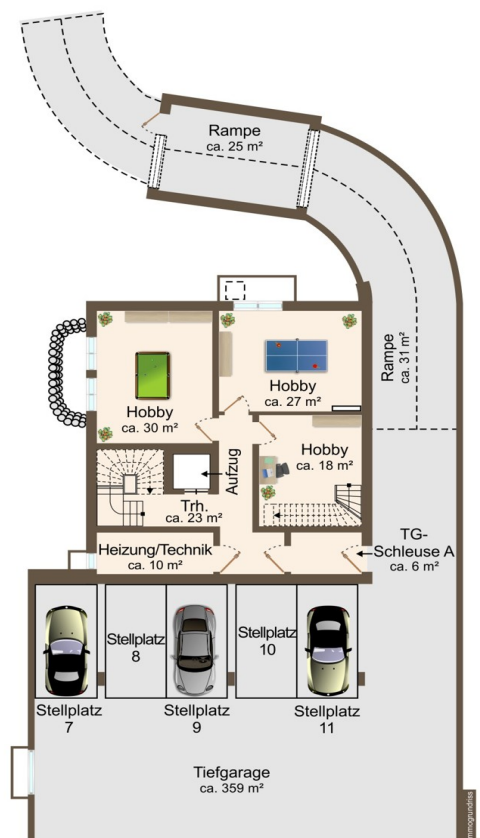 Rampe
ca. 25 m²
Rampe
ca. 31 m²
Hobby
ca. 27 m²
Hobby
ca. 30 m²
Hobby
ca. 18 m²
Aufzug
Trh.
ca. 23 m²
TG-
Schleuse A
ca. 6 m²
Heizung/Technik
ca. 10 m²
Stellplatz
8
Stellplatz
10
Stellplatz
7
Stellplatz
9
Stellplatz
11
Tiefgarage
ca. 359 m²
mmogrundriss